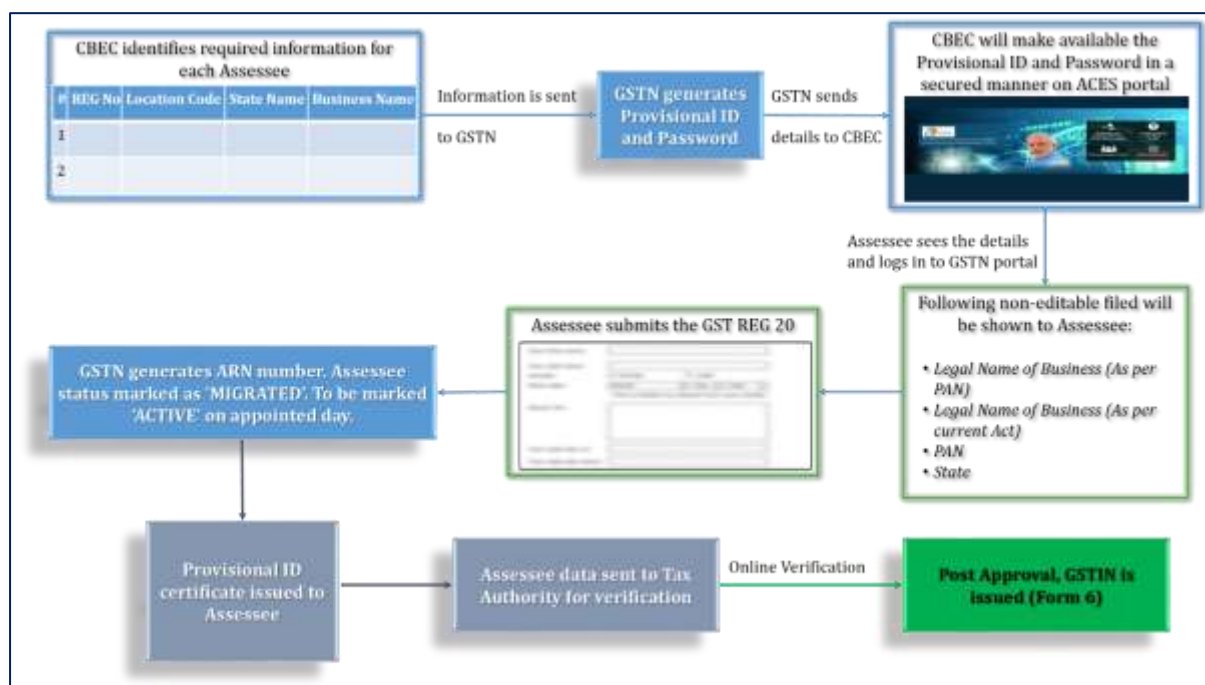 CBEC identifies required information for
each Assessee
# REG No Location Code State Name Business Name
1
2
Information is sent
to GSTN
GSTN generates
Provisional ID
and Password
GSTN sends
details to CBEC
CBEC will make available the
Provisional ID and Password in a
secured manner on ACES portal
Assessee sees the details
and logs in to GSTN portal
Following non-editable filed will
be shown to Assessee:
• Legal Name of Business (As per
PAN)
• Legal Name of Business (As per
current Act)
• PAN
• State
Assessee submits the GST REG 20
GSTN generates ARN number. Assessee
status marked as 'MIGRATED'. To be marked
'ACTIVE' on appointed day.
Provisional ID
certificate issued to
Assessee
Assessee data sent to Tax
Authority for verification
Online Verification
Post Approval, GSTIN is
issued (Form 6)